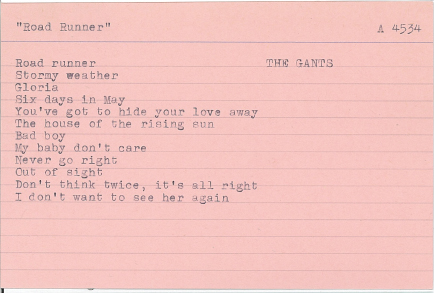 "Road Runner" A 4534
Road runner THE GANTS
Stormy weather
Gloria
Six days in May
You've got to hide your love away
The house of the rising sun
Bad boy
My baby don't care
Never go right
Out of sight
Don't think twice, it's all right
I don't want to see her again